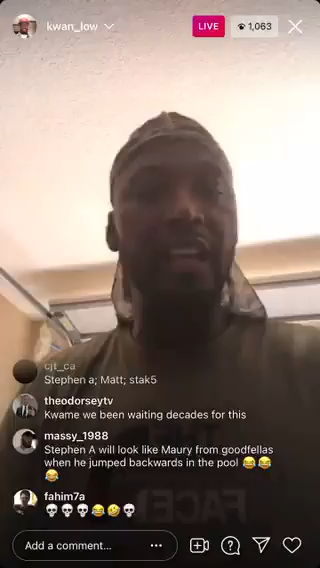 kwan_low
LIVE
1,063
cjt_ca
Stephen a; Matt; stak5
theodorseytv
Kwame we been waiting decades for this
massy_1988
Stephen A will look like Maury from goodfellas
when he jumped backwards in the pool 😂😂
😂
fahim7a
💀💀💀😂🤣💀
Add a comment...